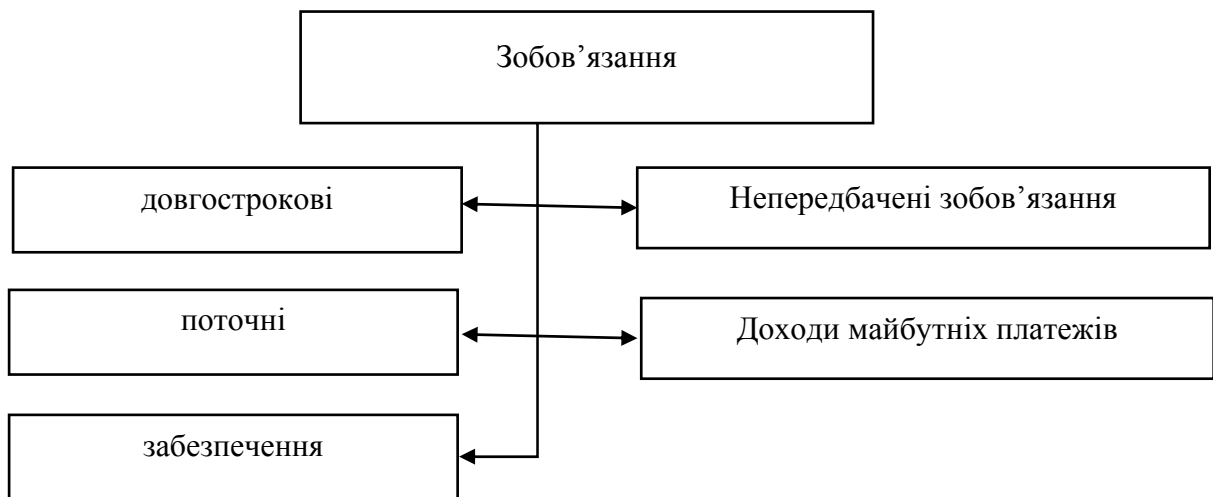 Зобов’язання
довгострокові
Непередбачені зобов’язання
поточні
Доходи майбутніх платежів
забезпечення